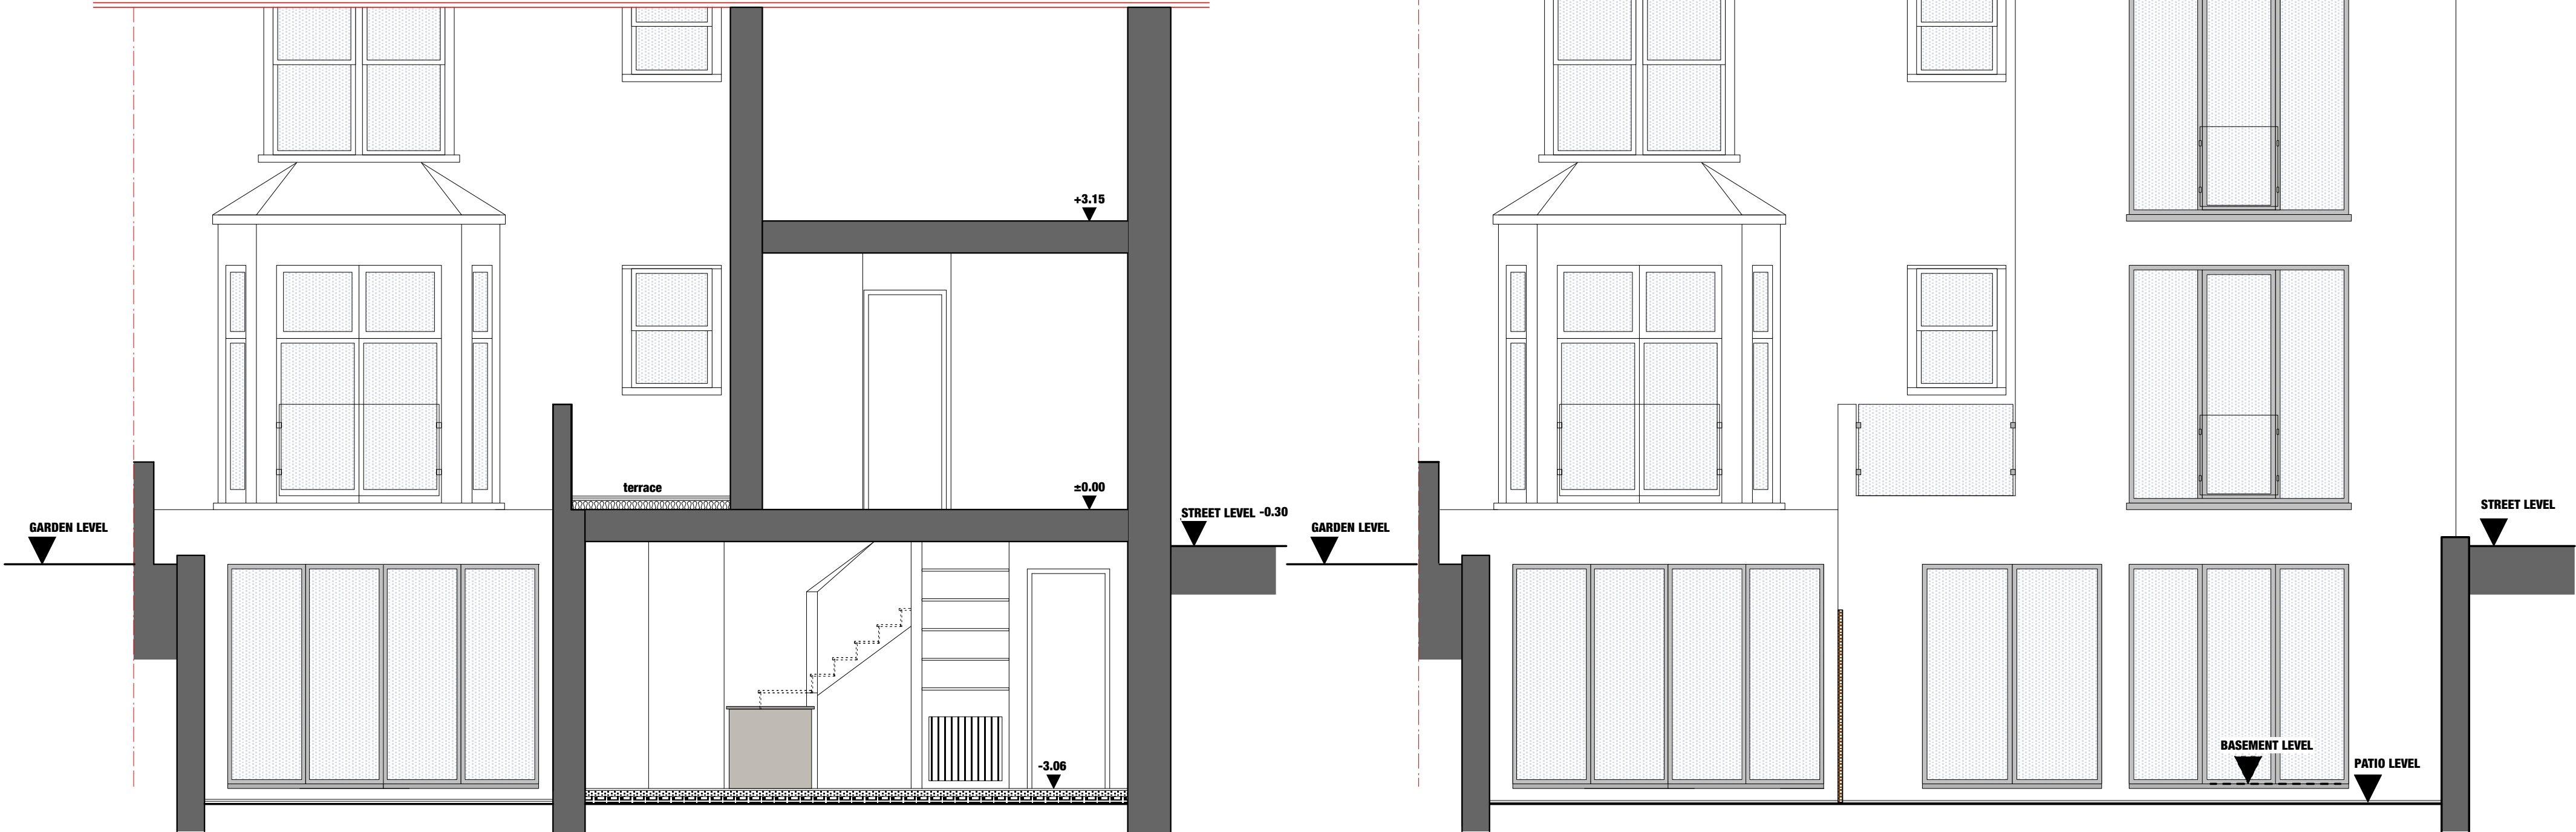 +3.15
terrace
±0.00
GARDEN LEVEL
STREET LEVEL -0.30
-3.06
GARDEN LEVEL
STREET LEVEL
BASEMENT LEVEL
PATIO LEVEL